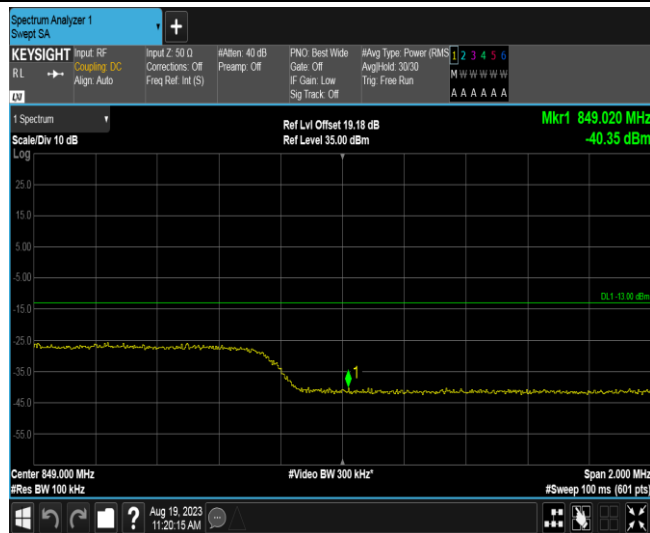 Spectrum Analyzer 1
Swept SA
+
KEYSIGHT
RL
LXI
Input: RF
Coupling: DC
Align: Auto
Input Z: 50 Ω
Corrections: Off
Freq Ref: Int (S)
#Atten: 40 dB
Preamp: Off
PNO: Best Wide
Gate: Off
IF Gain: Low
Sig Track: Off
#Avg Type: Power (RMS
Avg|Hold: 30/30
Trig: Free Run
1 2 3 4 5 6
M W W W W W
A A A A A A
1 Spectrum
Scale/Div 10 dB
Log
Ref Lvl Offset 19.18 dB
Ref Level 35.00 dBm
Mkr1 849.020 MHz
-40.35 dBm
25.0
15.0
5.00
-5.00
-15.0
-25.0
-35.0
-45.0
-55.0
DL1 -13.00 dBm
1
Center 849.000 MHz
#Res BW 100 kHz
#Video BW 300 kHz*
Span 2.000 MHz
#Sweep 100 ms (601 pts)
?
Aug 19, 2023
11:20:15 AM